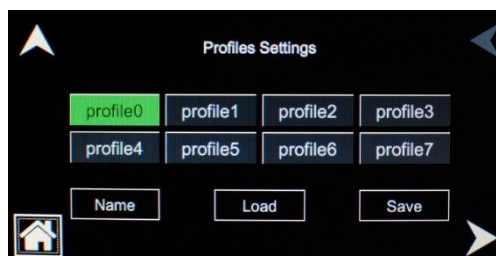 Profiles Settings
profile0 profile1 profile2 profile3
profile4 profile5 profile6 profile7
Name Load Save